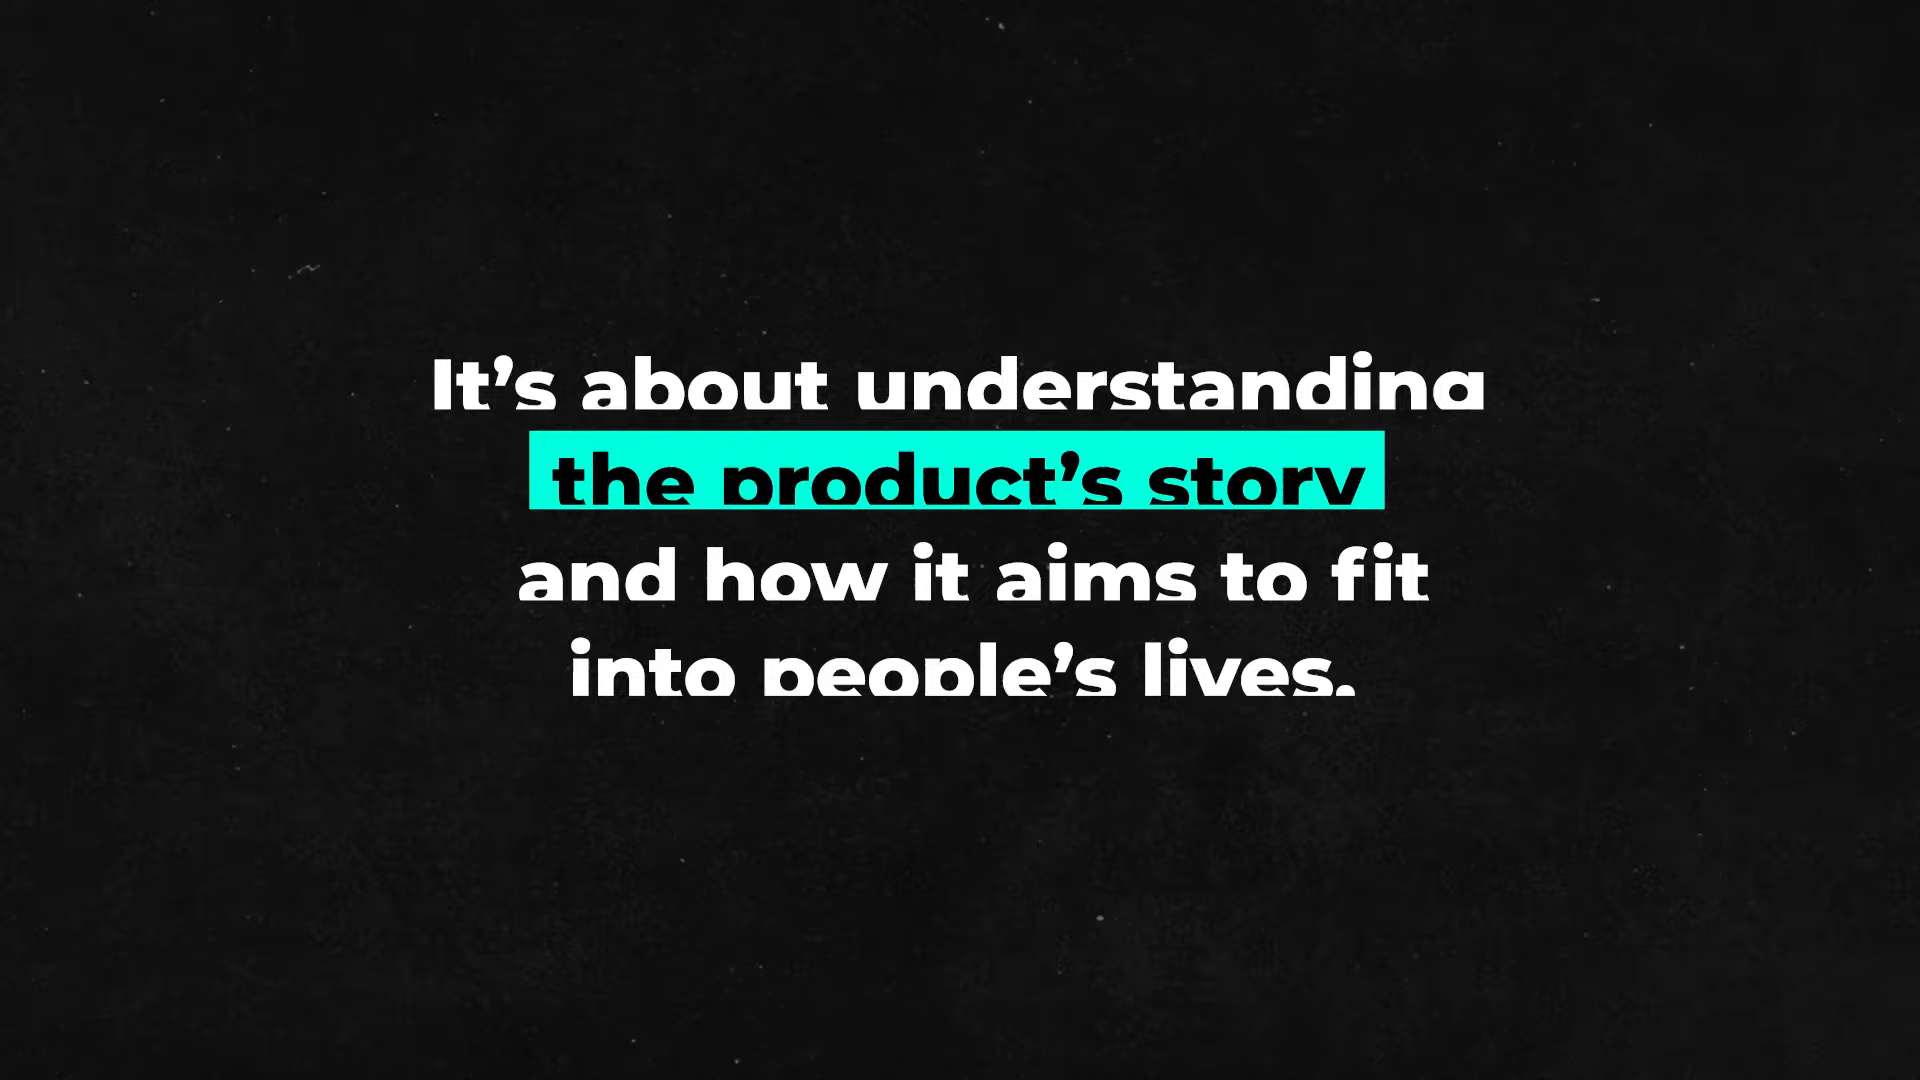 It’s about understanding
the product’s story
and how it aims to fit
into people’s lives.